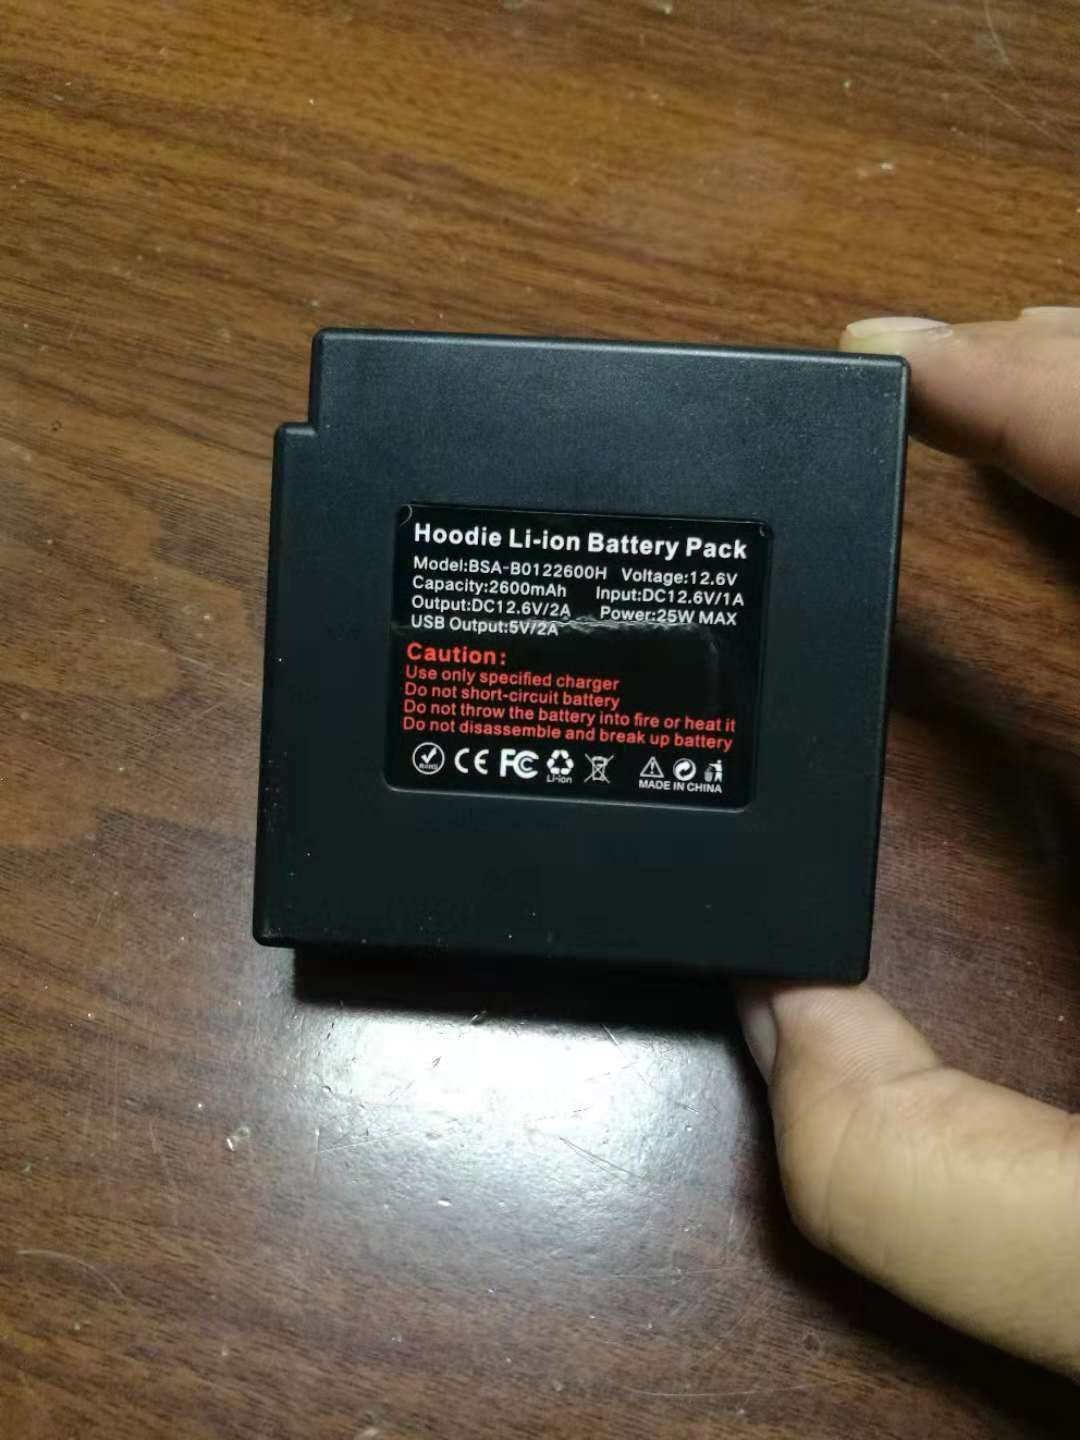 Hoodie Li-ion Battery Pack
Model:BSA-B0122600H Voltage:12.6V
Capacity:2600mAh Input:DC12.6V/1A
Output:DC12.6V/2A Power:25W MAX
USB Output:5V/2A
Caution:
Use only specified charger
Do not short-circuit battery
Do not throw the battery into fire or heat it
Do not disassemble and break up battery
RoHS CE FC Li-ion
MADE IN CHINA